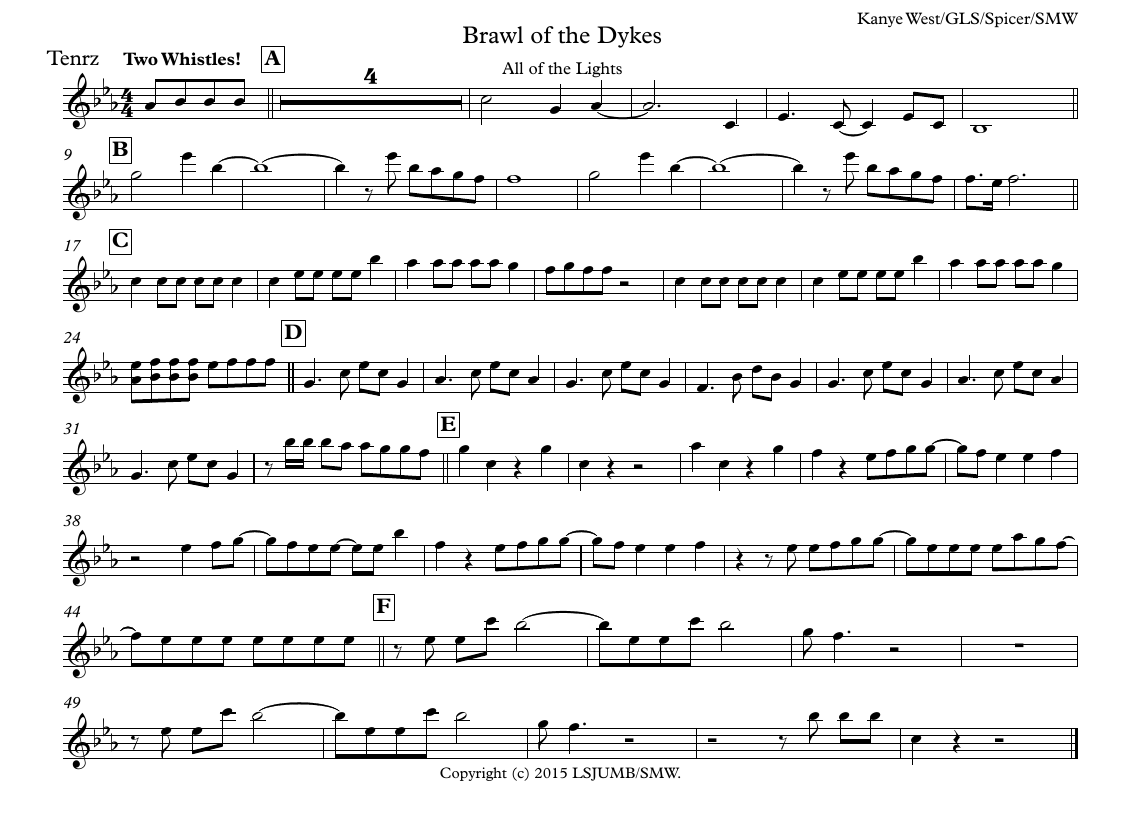 Kanye West/GLS/Spicer/SMW
Brawl of the Dykes
Tenrz Two Whistles! A
All of the Lights
4
4
4
B
9
C
17
D
24
E
31
38
F
44
49
Copyright (c) 2015 LSJUMB/SMW.